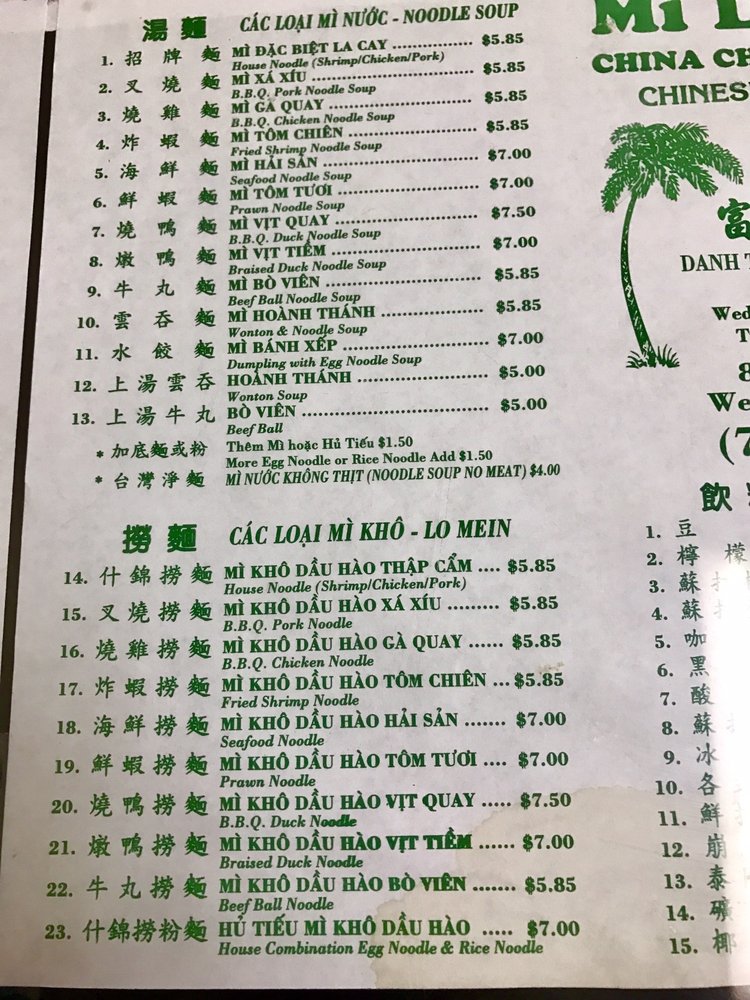 湯麵 CÁC LOẠI MÌ NƯỚC - NOODLE SOUP
1. 招牌麵 MÌ ĐẶC BIỆT LA CAY ............... $5.85
House Noodle (Shrimp/Chicken/Pork)
2. 叉燒麵 MÌ XÁ XÍU ............... $5.85
B.B.Q. Pork Noodle Soup
3. 燒雞麵 MÌ GÀ QUAY ............... $5.85
B.B.Q. Chicken Noodle Soup
4. 炸蝦麵 MÌ TÔM CHIÊN ............... $5.85
Fried Shrimp Noodle Soup
5. 海鮮麵 MÌ HẢI SẢN ............... $7.00
Seafood Noodle Soup
6. 鮮蝦麵 MÌ TÔM TƯƠI ............... $7.00
Prawn Noodle Soup
7. 燒鴨麵 MÌ VỊT QUAY ............... $7.50
B.B.Q. Duck Noodle Soup
8. 燉鴨麵 MÌ VỊT TIỀM ............... $7.00
Braised Duck Noodle Soup
9. 牛丸麵 MÌ BÒ VIÊN ............... $5.85
Beef Ball Noodle Soup
10. 雲吞麵 MÌ HOÀNH THÁNH ............... $5.85
Wonton & Noodle Soup
11. 水餃麵 MÌ BÁNH XẾP ............... $7.00
Dumpling with Egg Noodle Soup
12. 上湯雲吞 HOÀNH THÁNH ............... $5.00
Wonton Soup
13. 上湯牛丸 BÒ VIÊN ............... $5.00
Beef Ball
* 加底麵或粉 Thêm Mì hoặc Hủ Tiếu $1.50
More Egg Noodle or Rice Noodle Add $1.50
* 台灣淨麵 MÌ NƯỚC KHÔNG THỊT (NOODLE SOUP NO MEAT) $4.00
撈麵 CÁC LOẠI MÌ KHÔ - LO MEIN
14. 什錦撈麵 MÌ KHÔ DẦU HÀO THẬP CẨM .... $5.85
House Noodle (Shrimp/Chicken/Pork)
15. 叉燒撈麵 MÌ KHÔ DẦU HÀO XÁ XÍU ......... $5.85
B.B.Q. Pork Noodle
16. 燒雞撈麵 MÌ KHÔ DẦU HÀO GÀ QUAY ...... $5.85
B.B.Q. Chicken Noodle
17. 炸蝦撈麵 MÌ KHÔ DẦU HÀO TÔM CHIÊN ... $5.85
Fried Shrimp Noodle
18. 海鮮撈麵 MÌ KHÔ DẦU HÀO HẢI SẢN ....... $7.00
Seafood Noodle
19. 鮮蝦撈麵 MÌ KHÔ DẦU HÀO TÔM TƯƠI .... $7.00
Prawn Noodle
20. 燒鴨撈麵 MÌ KHÔ DẦU HÀO VỊT QUAY ..... $7.50
B.B.Q. Duck Noodle
21. 燉鴨撈麵 MÌ KHÔ DẦU HÀO VỊT TIỀM ...... $7.00
Braised Duck Noodle
22. 牛丸撈麵 MÌ KHÔ DẦU HÀO BÒ VIÊN ....... $5.85
Beef Ball Noodle
23. 什錦撈粉麵 HỦ TIẾU MÌ KHÔ DẦU HÀO ..... $7.00
House Combination Egg Noodle & Rice Noodle
MÌ L
CHINA CH
CHINES
富
DANH T
Wed
T
8
We
(7
飲
1. 豆
2. 檸檬
3. 蘇打
4. 蘇
5. 咖
6. 黑
7. 酸
8. 蘇
9. 冰
10. 各
11. 鮮
12. 崩
13. 泰
14. 礦
15. 椰